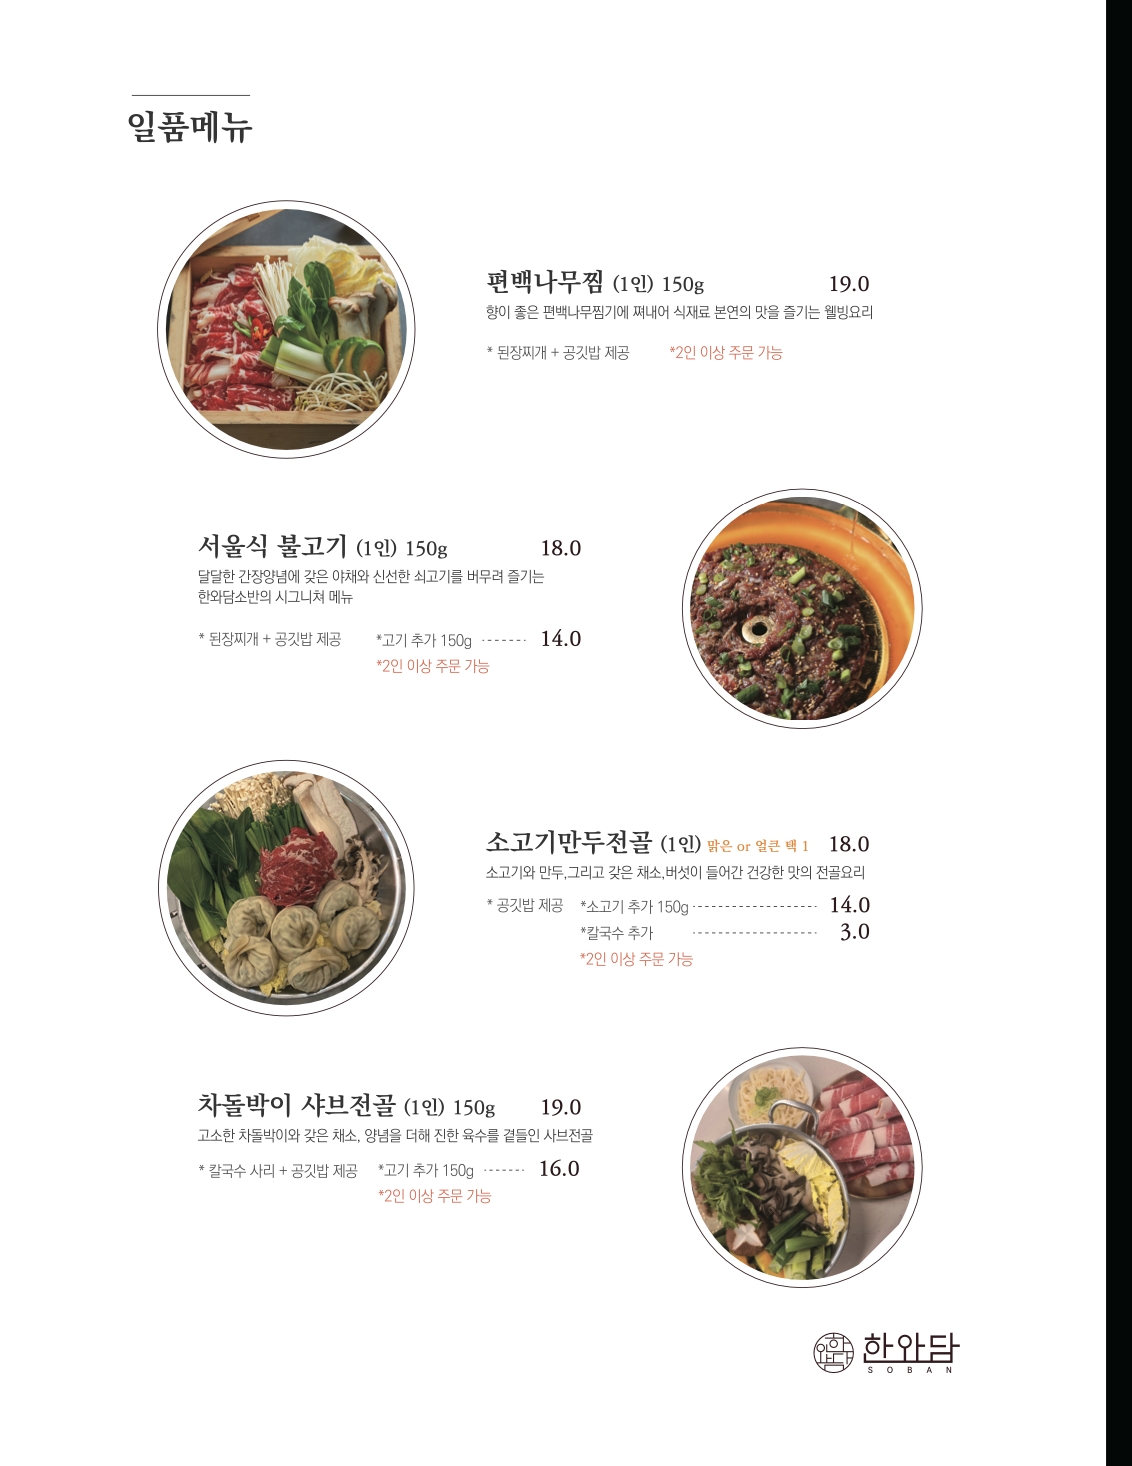 일품메뉴
편백나무찜 (1인) 150g 19.0
향이 좋은 편백나무찜기에 쪄내어 식재료 본연의 맛을 즐기는 웰빙요리
* 된장찌개 + 공깃밥 제공 *2인 이상 주문 가능
서울식 불고기 (1인) 150g 18.0
달달한 간장양념에 갖은 야채와 신선한 쇠고기를 버무려 즐기는
한와담소반의 시그니쳐 메뉴
* 된장찌개 + 공깃밥 제공 *고기 추가 150g ------- 14.0
*2인 이상 주문 가능
소고기만두전골 (1인) 맑은 or 얼큰 택 1 18.0
소고기와 만두,그리고 갖은 채소,버섯이 들어간 건강한 맛의 전골요리
* 공깃밥 제공 *소고기 추가 150g ------------------- 14.0
*칼국수 추가 ------------------- 3.0
*2인 이상 주문 가능
차돌박이 샤브전골 (1인) 150g 19.0
고소한 차돌박이와 갖은 채소, 양념을 더해 진한 육수를 곁들인 샤브전골
* 칼국수 사리 + 공깃밥 제공 *고기 추가 150g ------ 16.0
*2인 이상 주문 가능
한와담
SOBAN